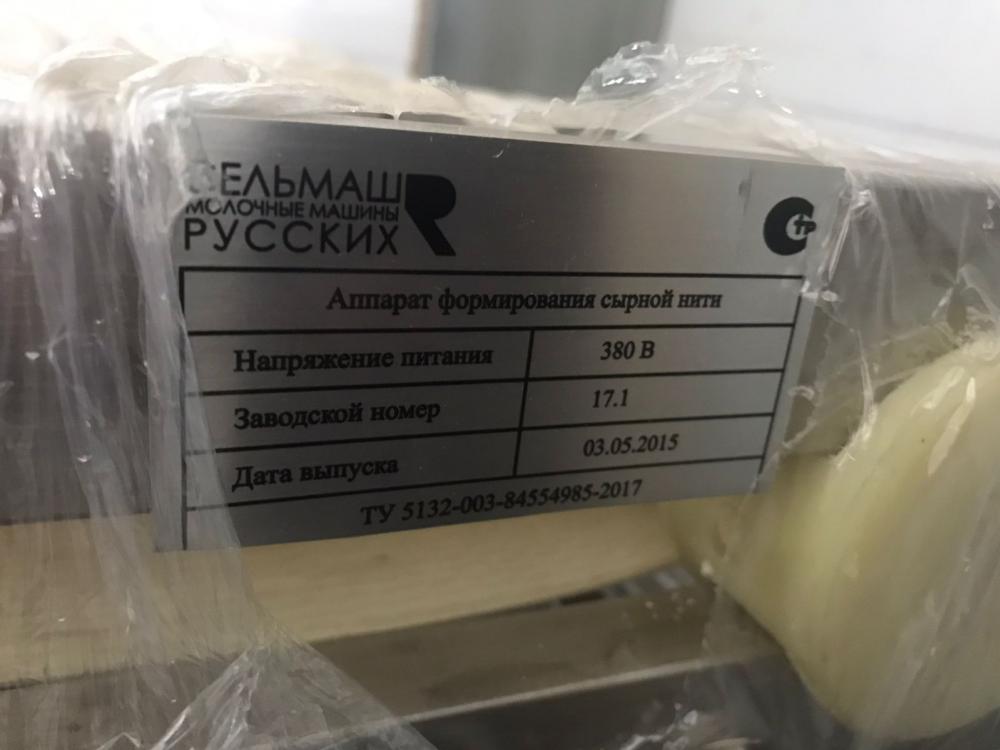 СЕЛЬМАШ
МОЛОЧНЫЕ МАШИНЫ
РУССКИХ
R
С ТР
Аппарат формирования сырной нити
Напряжение питания 380 В
Заводской номер 17.1
Дата выпуска 03.05.2015
ТУ 5132-003-84554985-2017